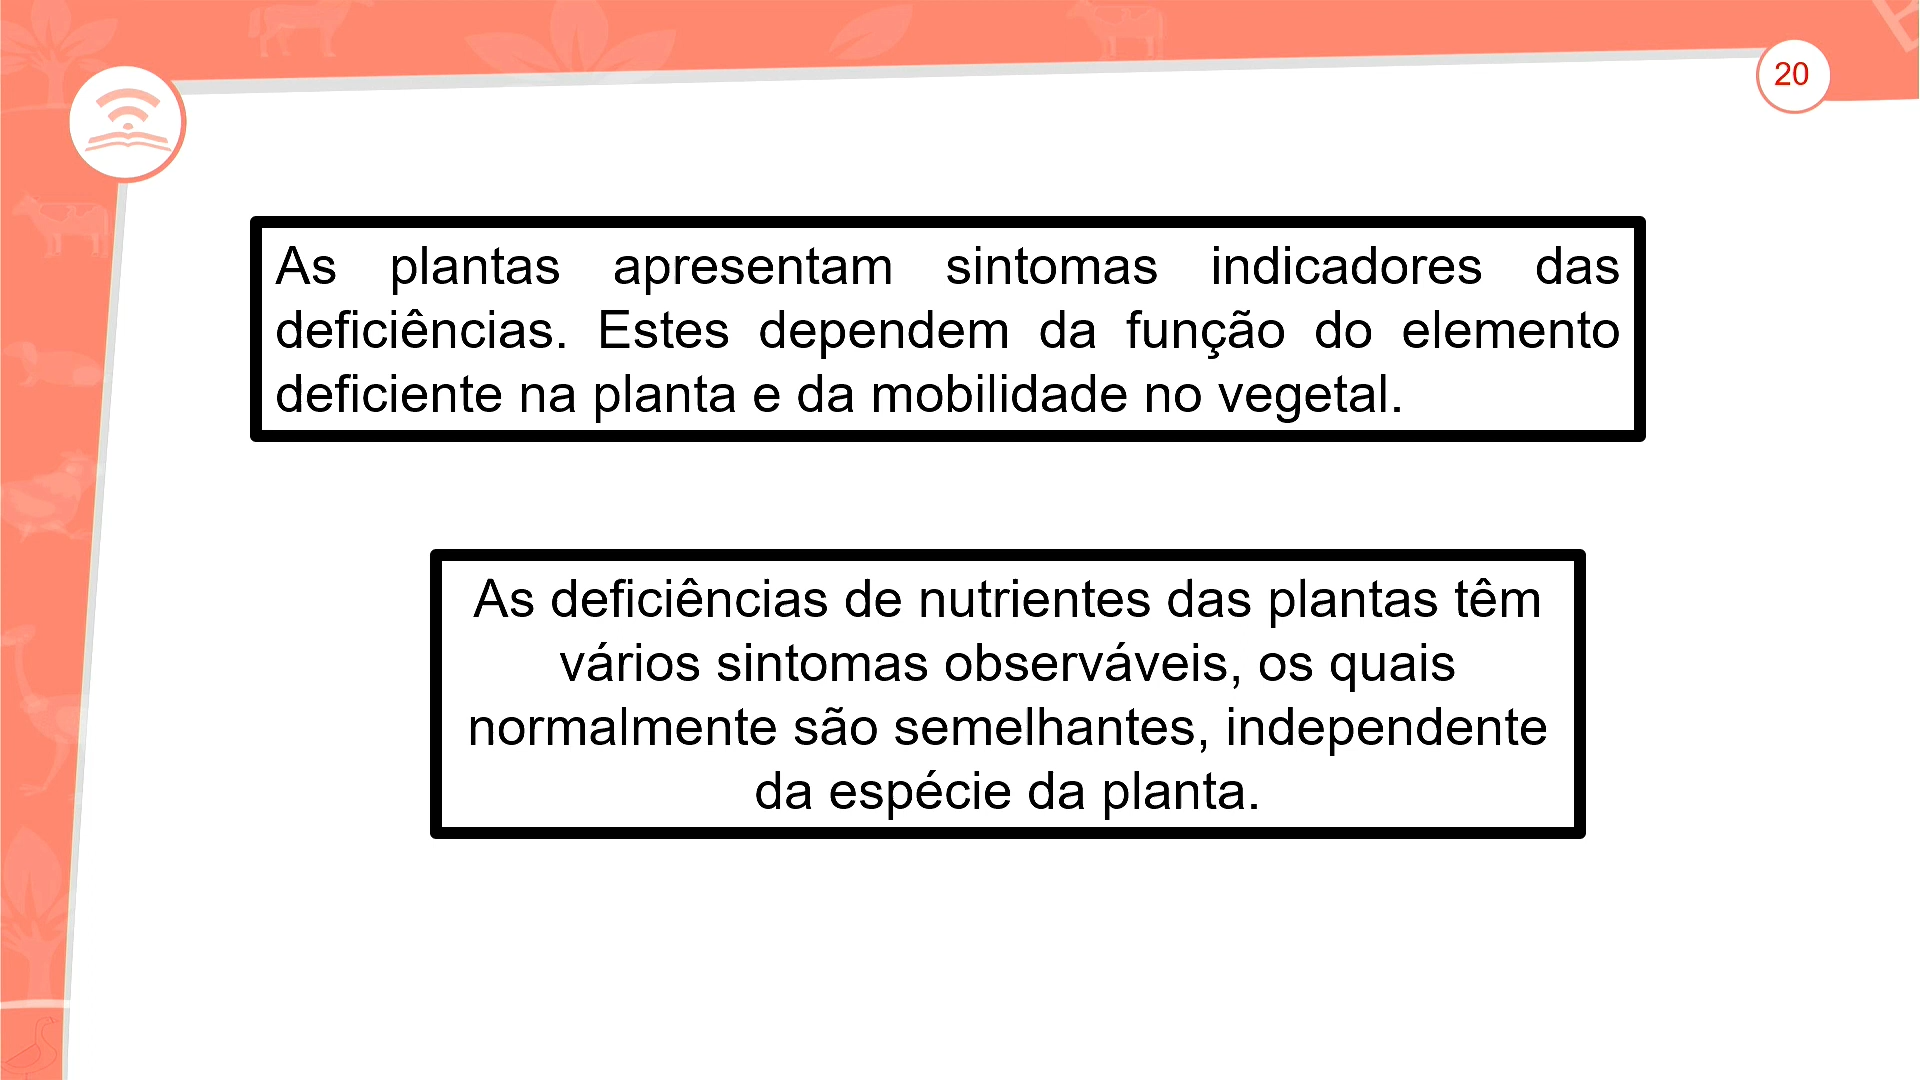 20
As plantas apresentam sintomas indicadores das
deficiências. Estes dependem da função do elemento
deficiente na planta e da mobilidade no vegetal.
As deficiências de nutrientes das plantas têm
vários sintomas observáveis, os quais
normalmente são semelhantes, independente
da espécie da planta.